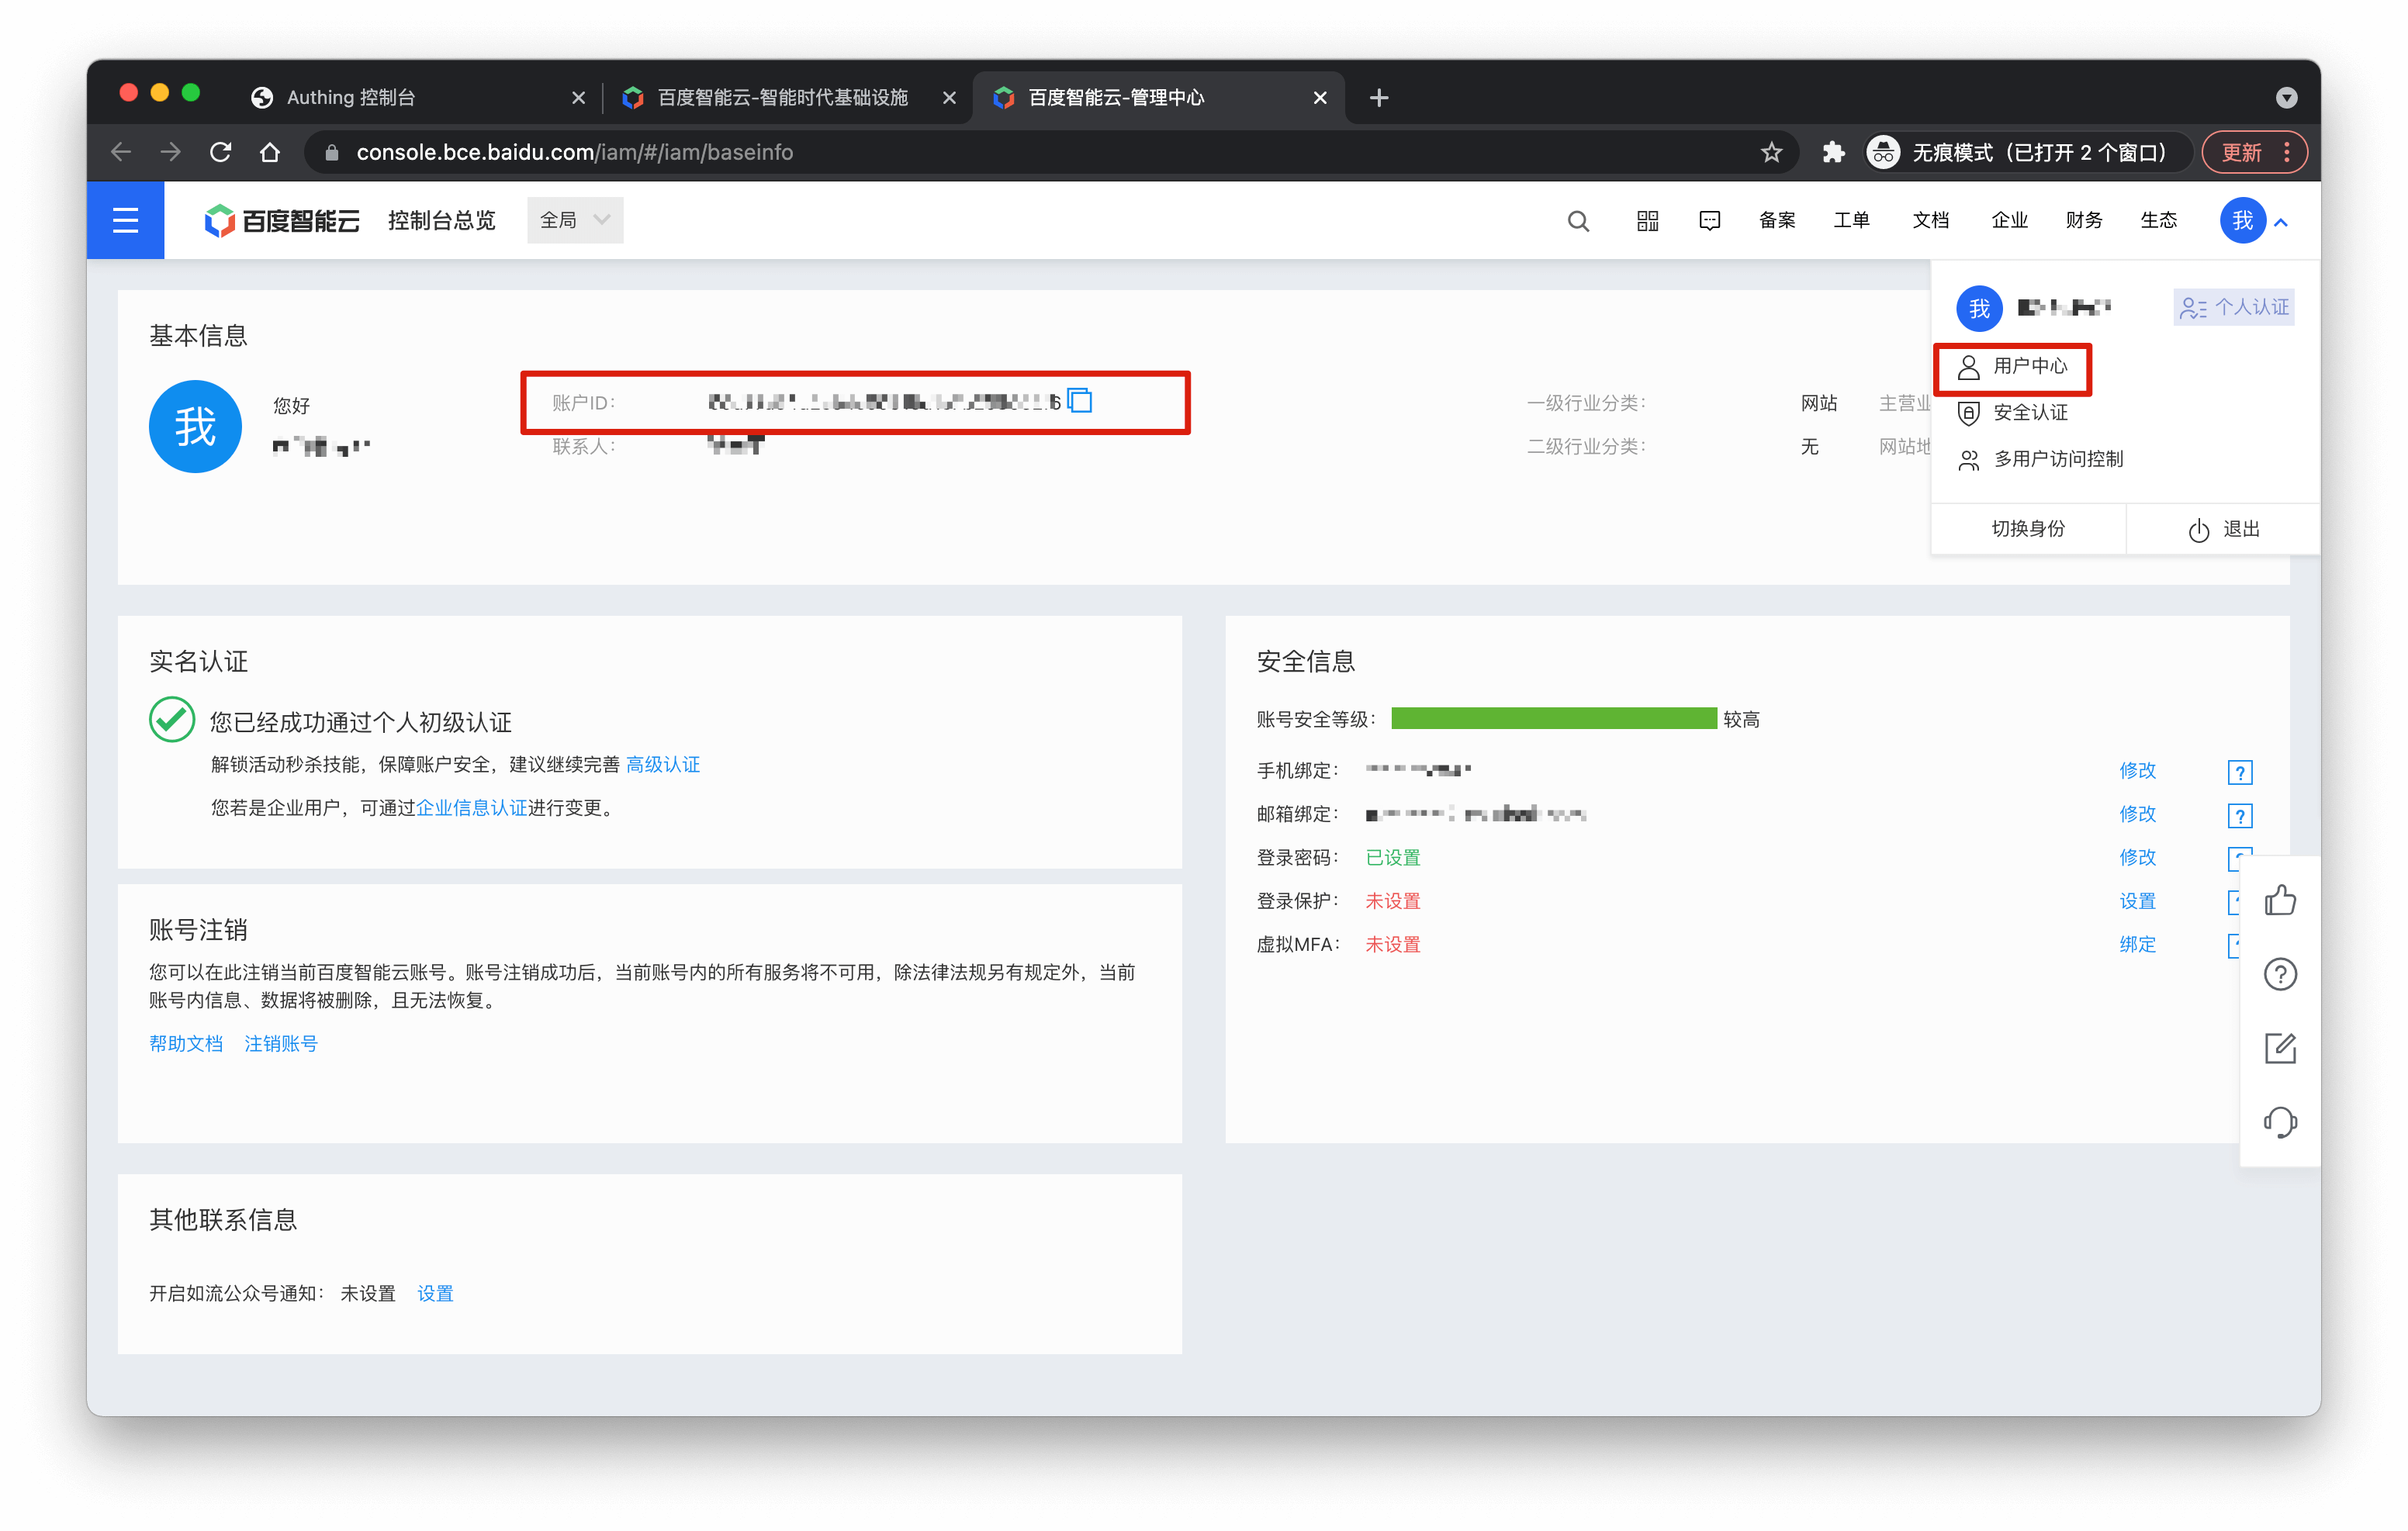 Authing 控制台
百度智能云-智能时代基础设施
百度智能云-管理中心
console.bce.baidu.com/iam/#/iam/baseinfo
无痕模式（已打开 2 个窗口）
更新
百度智能云
控制台总览
全局
备案
工单
文档
企业
财务
生态
我
我
个人认证
用户中心
安全认证
多用户访问控制
切换身份
退出
基本信息
我
您好
账户ID：
联系人：
一级行业分类：
网站
主营业
二级行业分类：
无
网站地
实名认证
您已经成功通过个人初级认证
解锁活动秒杀技能，保障账户安全，建议继续完善 高级认证
您若是企业用户，可通过企业信息认证进行变更。
安全信息
账号安全等级：
较高
手机绑定：
修改
?
邮箱绑定：
修改
?
登录密码：
已设置
修改
登录保护：
未设置
设置
虚拟MFA：
未设置
绑定
账号注销
您可以在此注销当前百度智能云账号。账号注销成功后，当前账号内的所有服务将不可用，除法律法规另有规定外，当前
账号内信息、数据将被删除，且无法恢复。
帮助文档
注销账号
其他联系信息
开启如流公众号通知：
未设置
设置